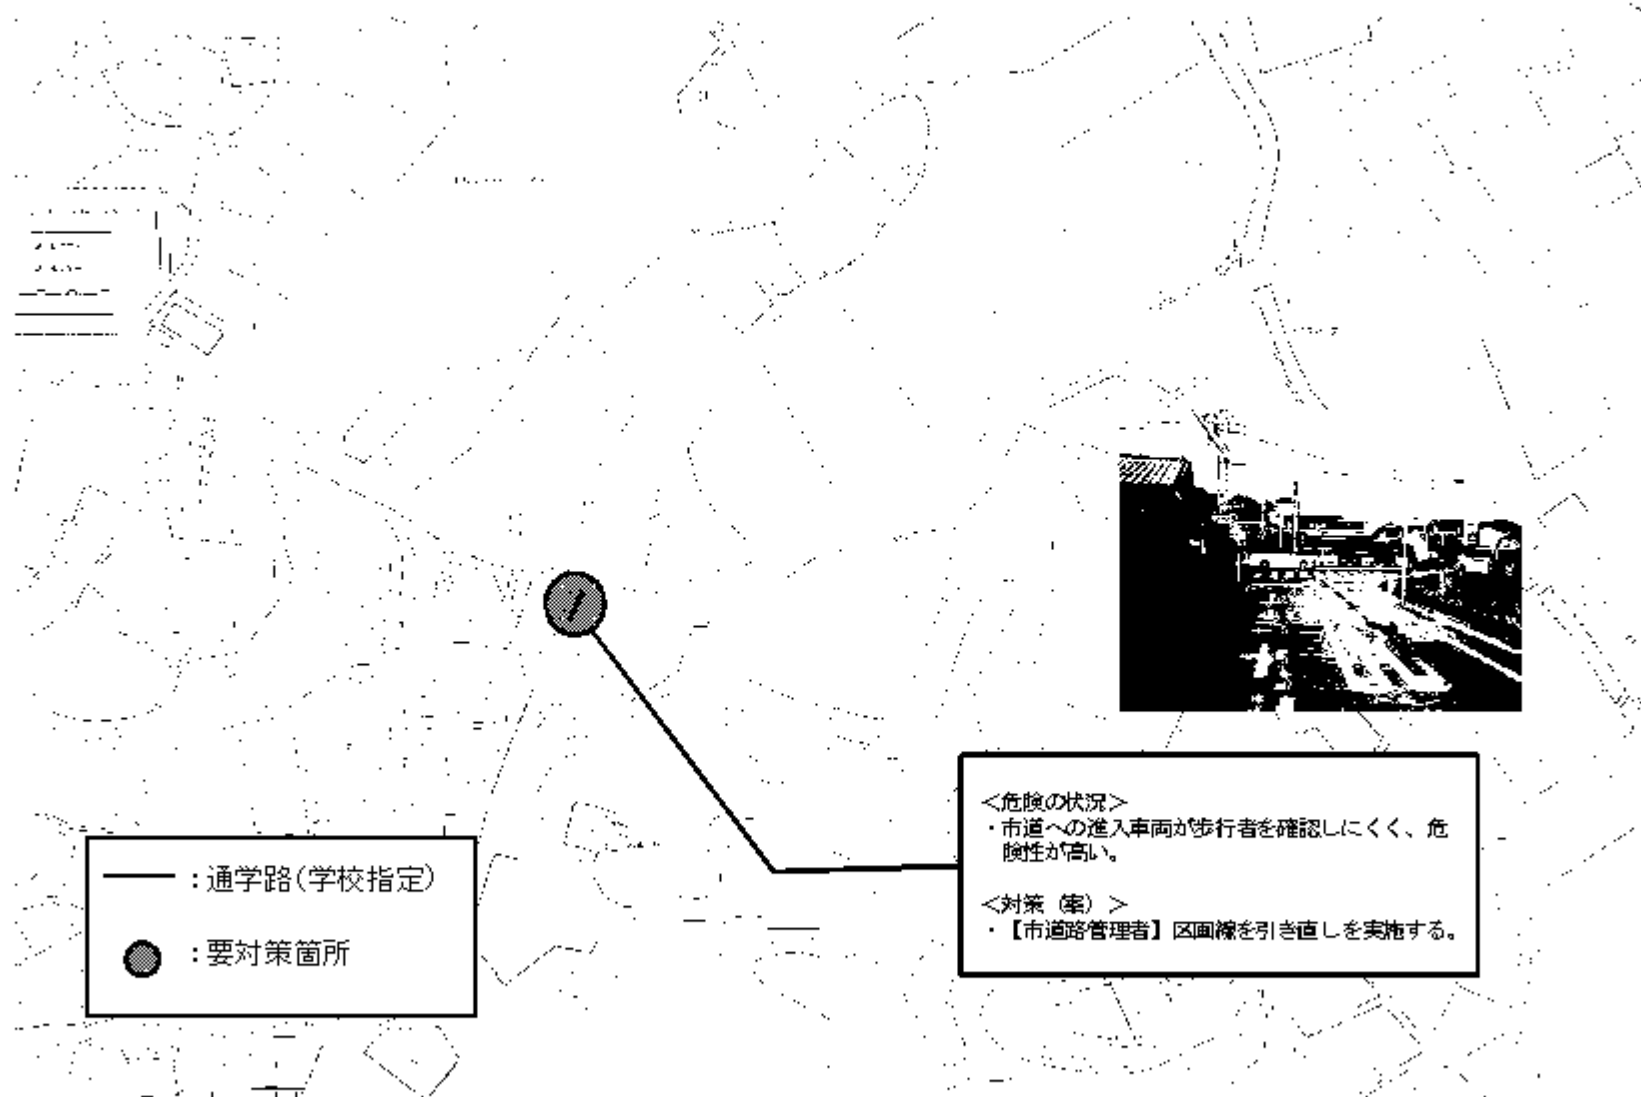 <危険の状況>
・市道への進入車両が歩行者を確認しにくく、危
険性が高い。
<対策(案)>
・【市道路管理者】区画線を引き直しを実施する。
:通学路(学校指定)
:要対策箇所